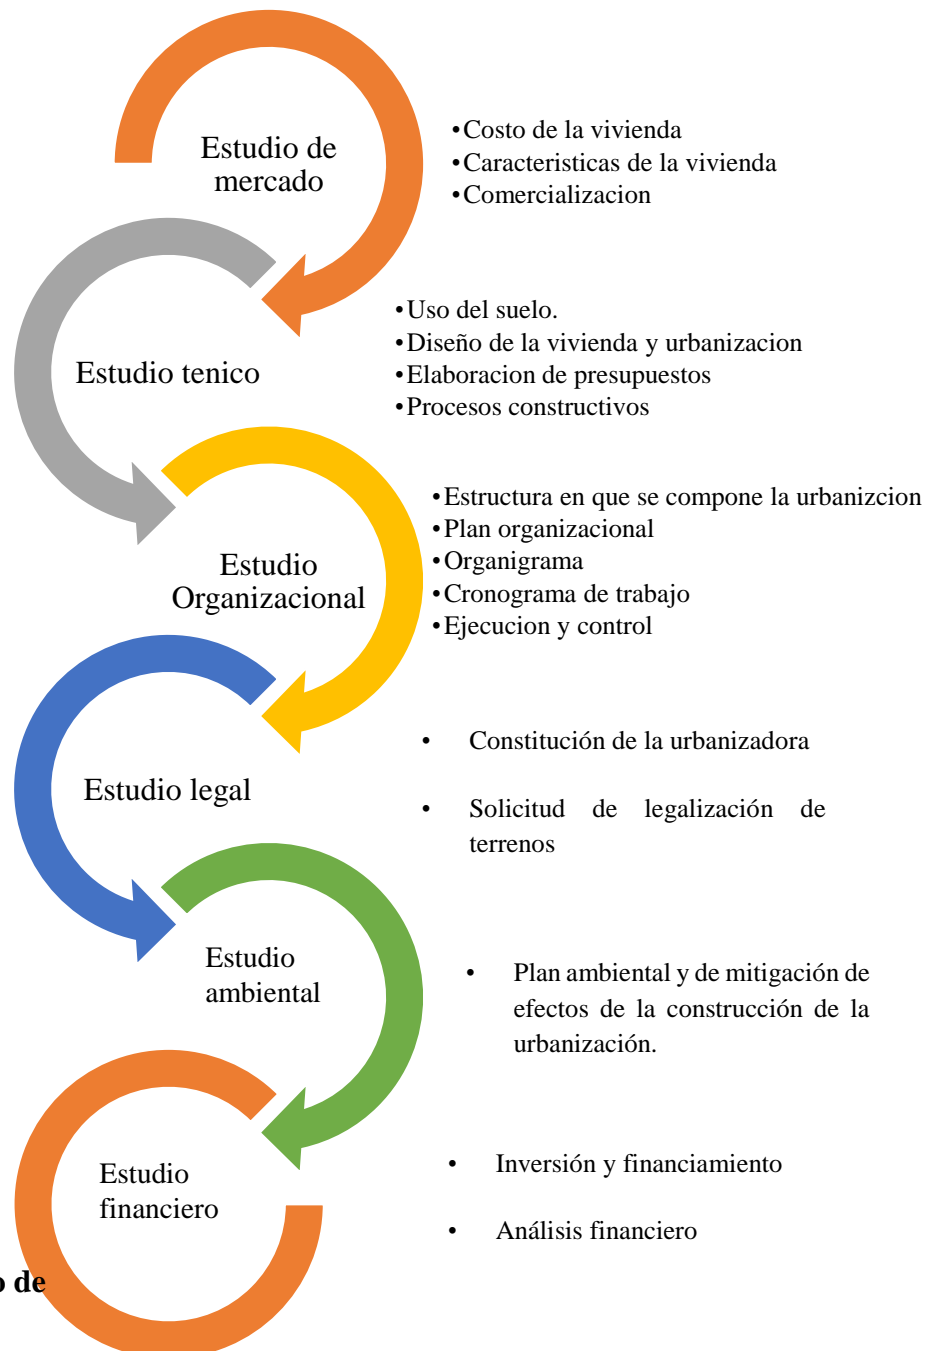 Estudio de
mercado
•Costo de la vivienda
•Caracteristicas de la vivienda
•Comercializacion
Estudio tenico
•Uso del suelo.
•Diseño de la vivienda y urbanizacion
•Elaboracion de presupuestos
•Procesos constructivos
Estudio
Organizacional
•Estructura en que se compone la urbanizcion
•Plan organizacional
•Organigrama
•Cronograma de trabajo
•Ejecucion y control
Estudio legal
• Constitución de la urbanizadora
• Solicitud de legalización de
terrenos
Estudio
ambiental
• Plan ambiental y de mitigación de
efectos de la construcción de la
urbanización.
Estudio
financiero
• Inversión y financiamiento
• Análisis financiero
de